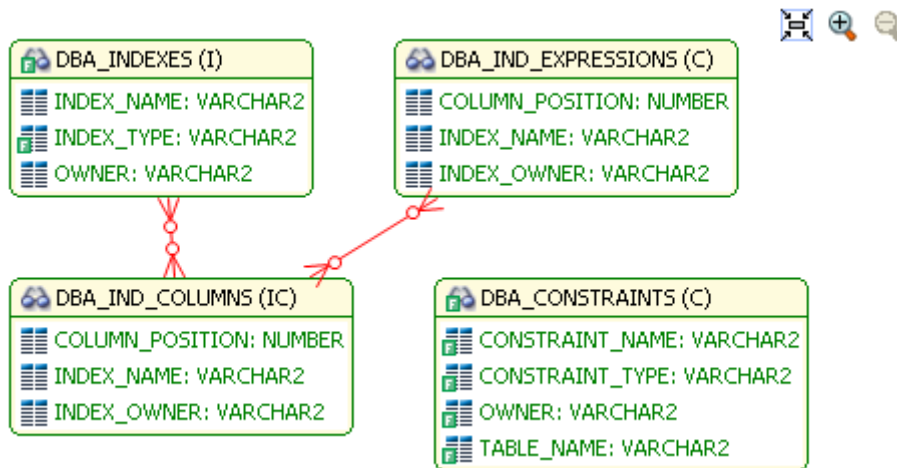 DBA_INDEXES (I)
INDEX_NAME: VARCHAR2
F INDEX_TYPE: VARCHAR2
OWNER: VARCHAR2
DBA_IND_EXPRESSIONS (C)
COLUMN_POSITION: NUMBER
INDEX_NAME: VARCHAR2
INDEX_OWNER: VARCHAR2
DBA_IND_COLUMNS (IC)
COLUMN_POSITION: NUMBER
INDEX_NAME: VARCHAR2
INDEX_OWNER: VARCHAR2
DBA_CONSTRAINTS (C)
CONSTRAINT_NAME: VARCHAR2
CONSTRAINT_TYPE: VARCHAR2
OWNER: VARCHAR2
TABLE_NAME: VARCHAR2